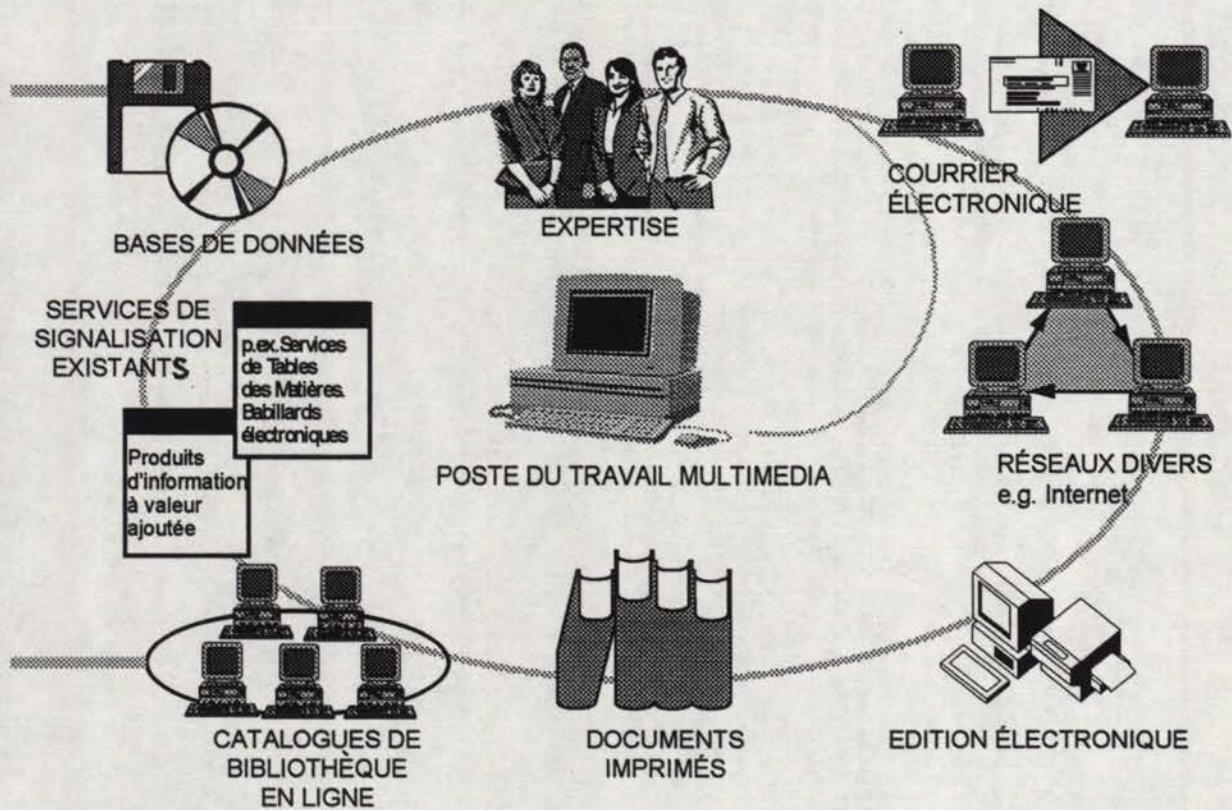 BASES DE DONNÉES
EXPERTISE
COURRIER
ÉLECTRONIQUE
SERVICES DE
SIGNALISATION
EXISTANTS
p.ex.Services
de Tables
des Matières.
Babillards
électroniques
Produits
d'information
à valeur
ajoutée
POSTE DU TRAVAIL MULTIMEDIA
RÉSEAUX DIVERS
e.g. Internet
CATALOGUES DE
BIBLIOTHÈQUE
EN LIGNE
DOCUMENTS
IMPRIMÉS
EDITION ÉLECTRONIQUE